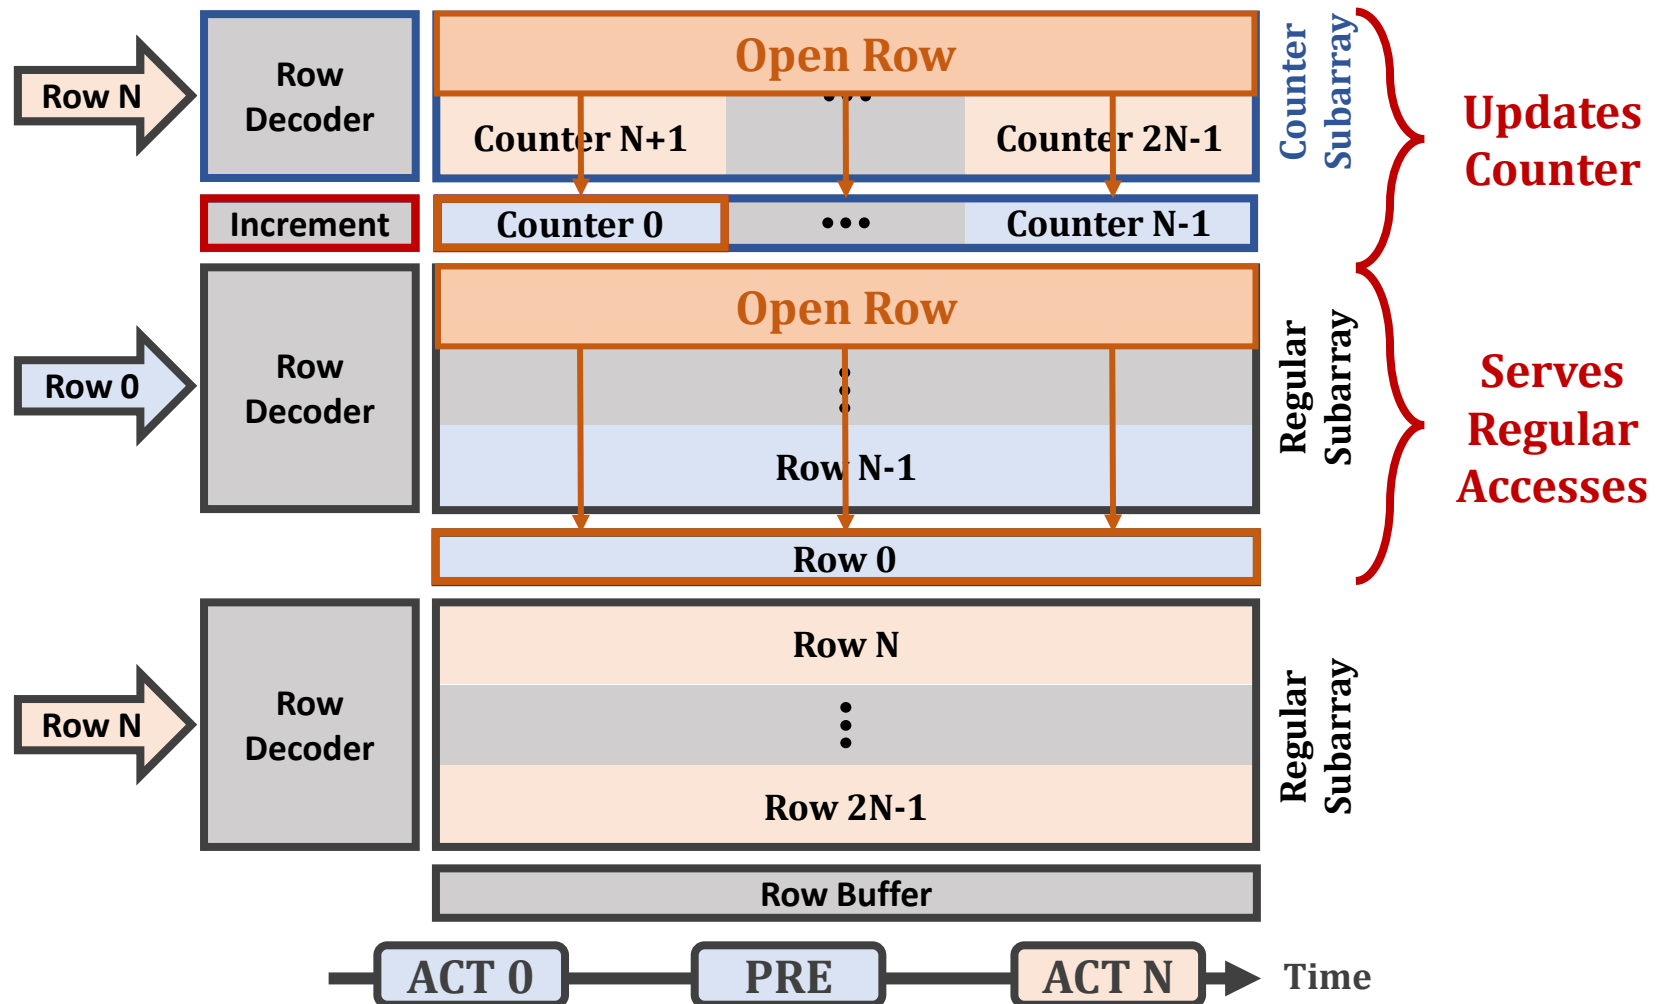 Row N
Row
Decoder
Open Row
...
Counter N+1
Counter 2N-1
Counter
Subarray
Updates
Counter
Increment
Counter 0
...
Counter N-1
Row 0
Row
Decoder
Open Row
...
Row N-1
Regular
Subarray
Serves
Regular
Accesses
Row 0
Row N
Row
Decoder
Row N
...
Row 2N-1
Regular
Subarray
Row Buffer
ACT 0
PRE
ACT N
Time